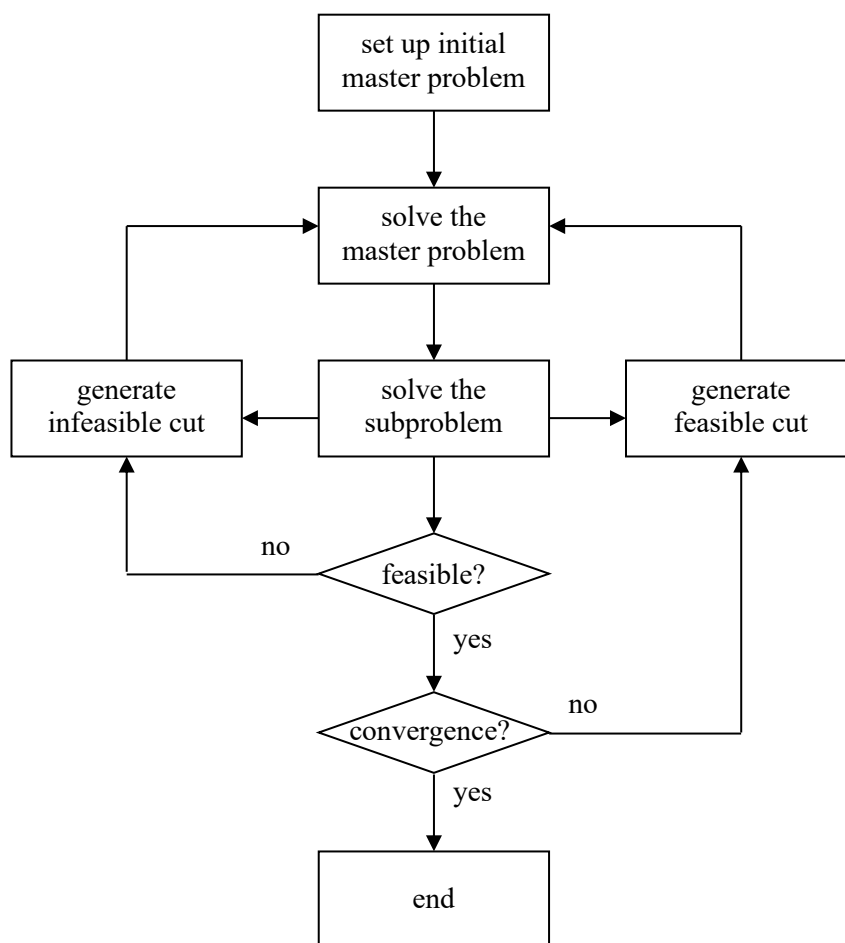 set up initial
master problem
solve the
master problem
generate
infeasible cut
solve the
subproblem
generate
feasible cut
no
feasible?
yes
convergence?
no
yes
end